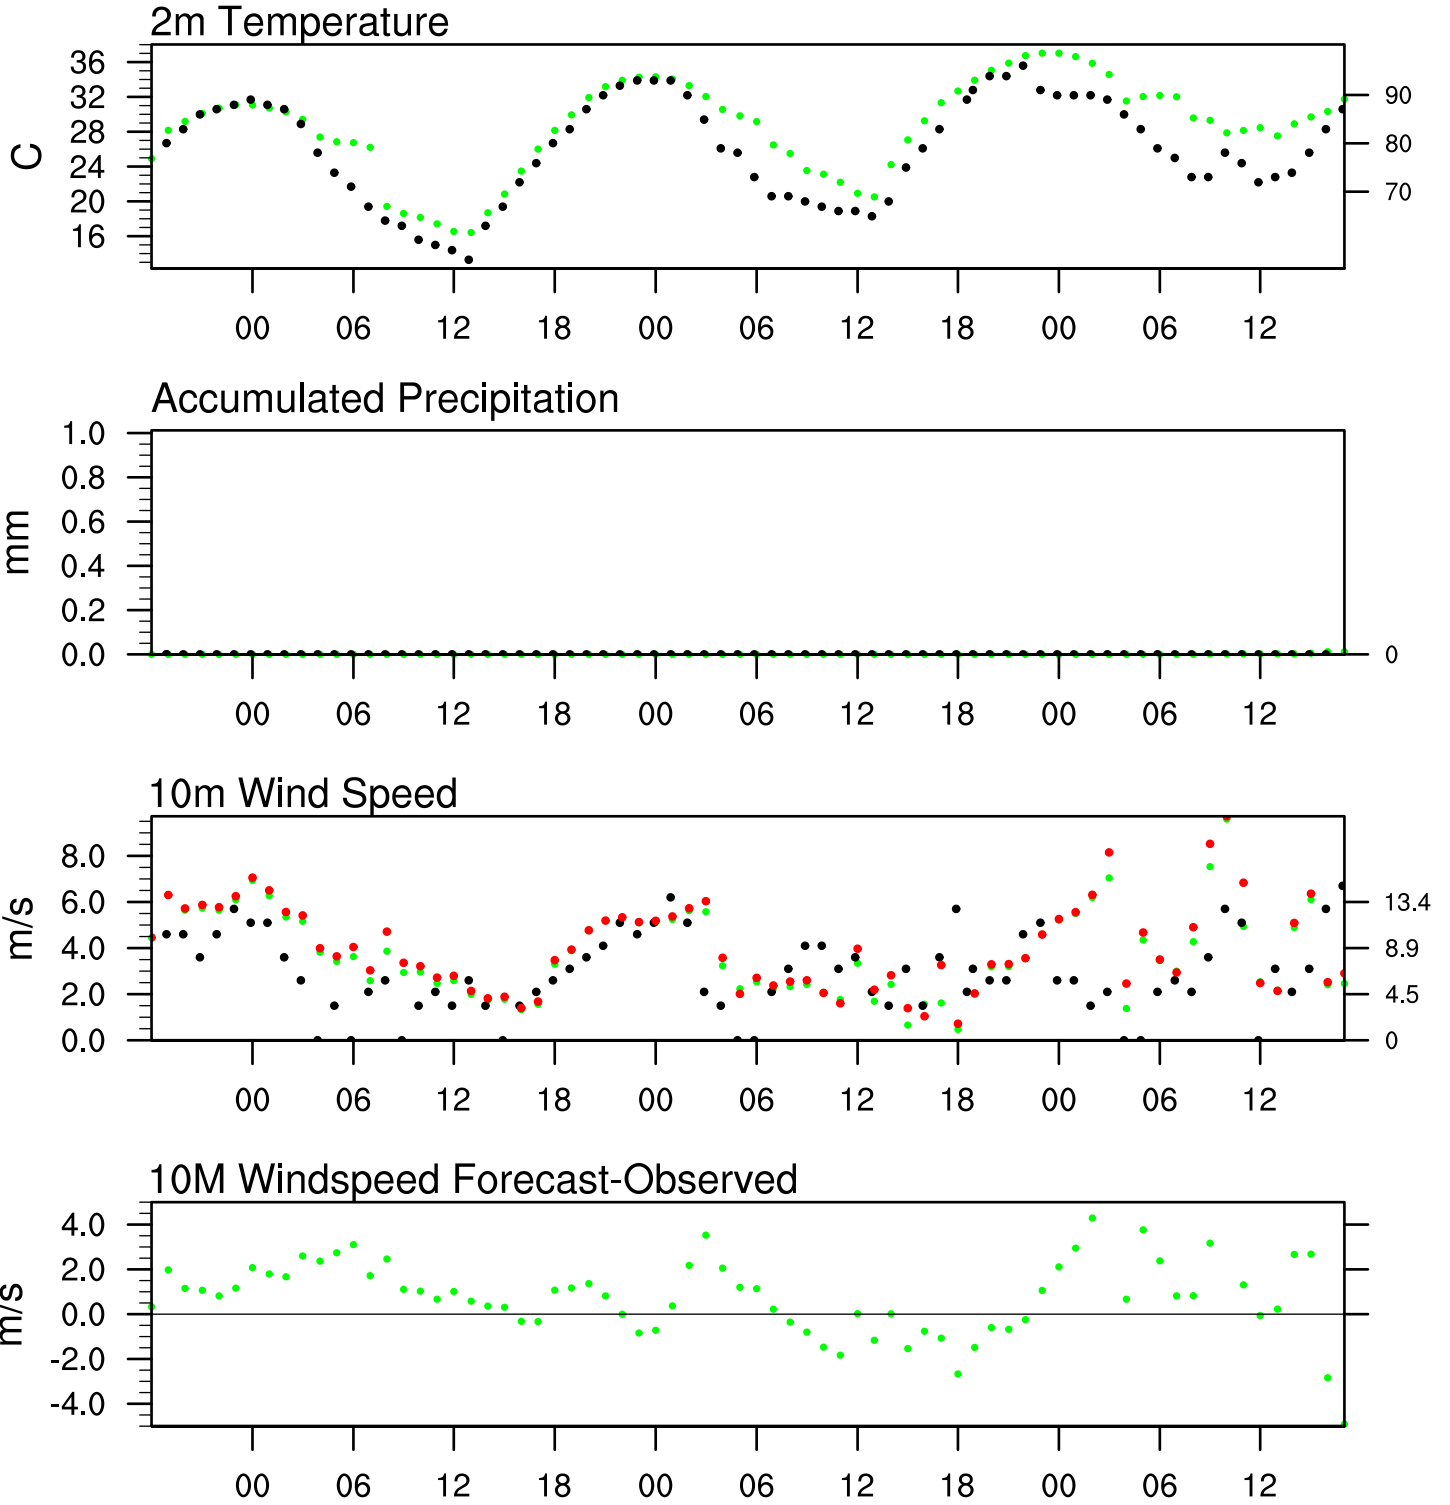 2m Temperature
C
36
32
28
24
20
16
90
80
70
00 06 12 18 00 06 12 18 00 06 12
Accumulated Precipitation
mm
1.0
0.8
0.6
0.4
0.2
0.0
0
00 06 12 18 00 06 12 18 00 06 12
10m Wind Speed
m/s
8.0
6.0
4.0
2.0
0.0
13.4
8.9
4.5
0
00 06 12 18 00 06 12 18 00 06 12
10M Windspeed Forecast-Observed
m/s
4.0
2.0
0.0
-2.0
-4.0
00 06 12 18 00 06 12 18 00 06 12